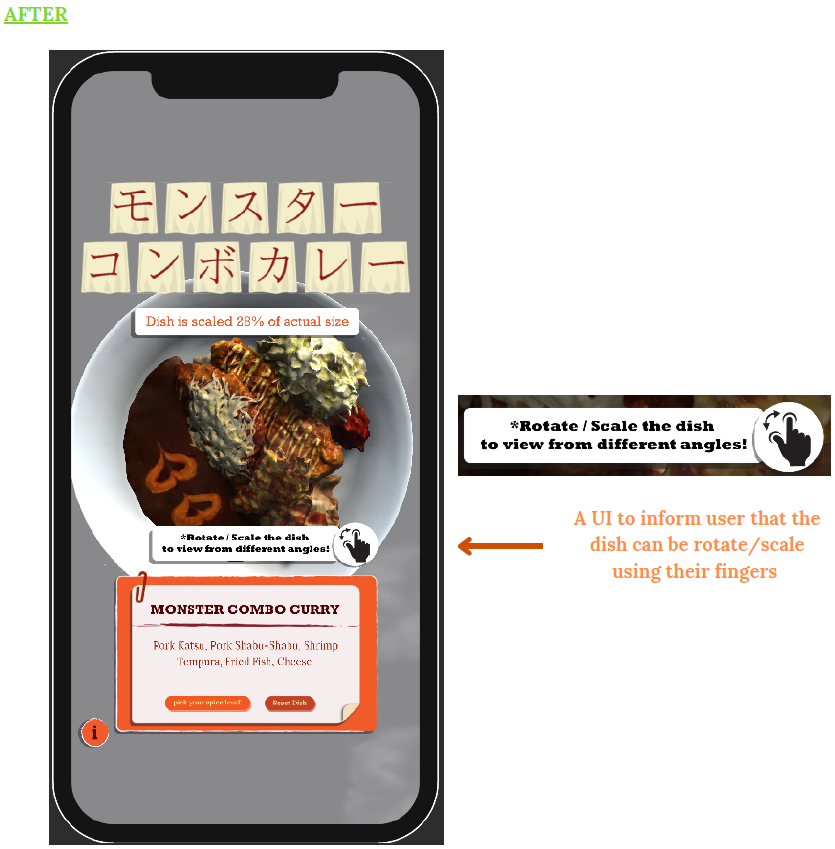 AFTER
モンスター
コンボカレー
Dish is scaled 28% of actual size
*Rotate / Scale the dish
to view from different angles!
MONSTER COMBO CURRY
Pork Katsu, Pork Shabu-Shabu, Shrimp
Tempura, Fried Fish, Cheese
pick your spice level
Reset Dish
i
*Rotate / Scale the dish
to view from different angles!
A UI to inform user that the
dish can be rotate/scale
using their fingers